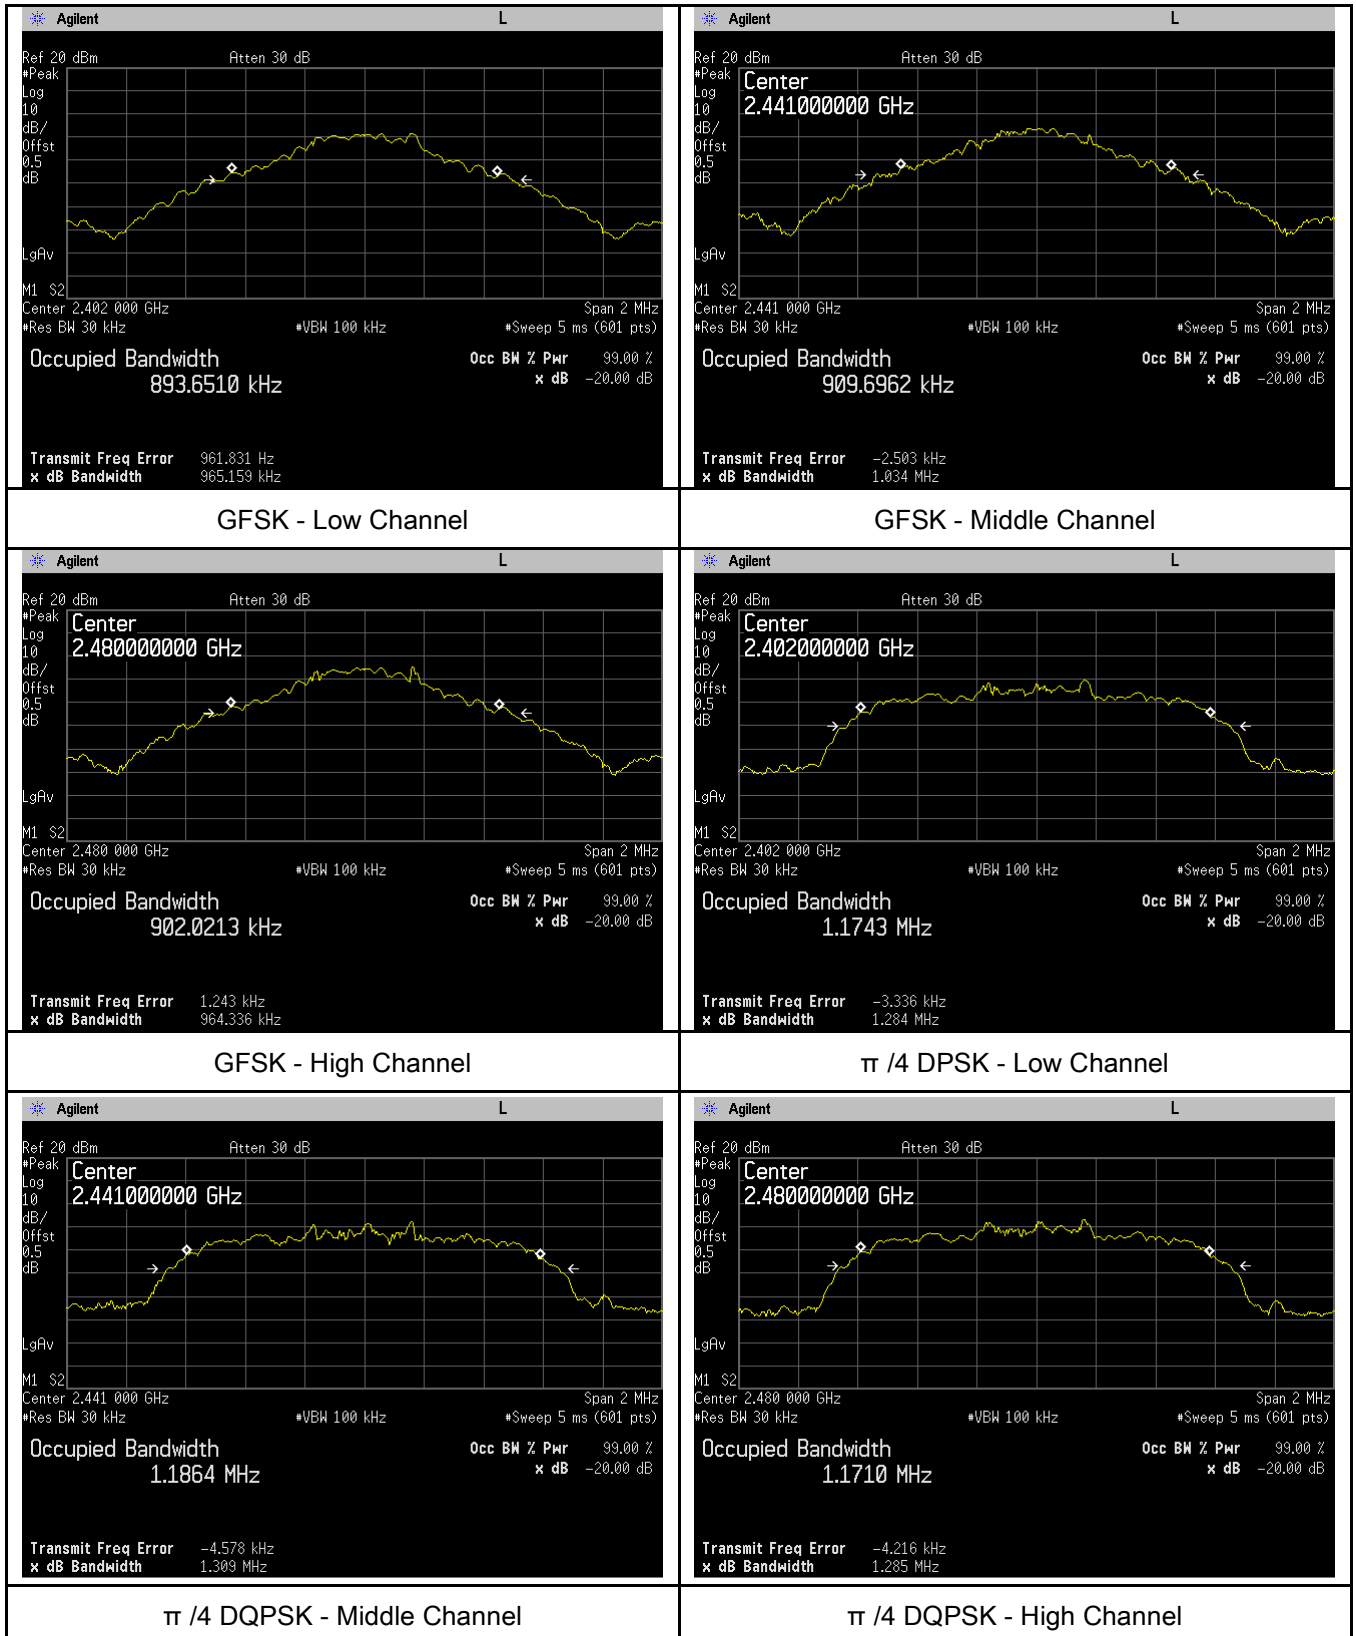 Agilent L
Ref 20 dBm Atten 30 dB
#Peak
Log
10
dB/
Offst
0.5
dB
LgAv
M1 S2
Center 2.402 000 GHz Span 2 MHz
#Res BW 30 kHz #VBW 100 kHz #Sweep 5 ms (601 pts)
Occupied Bandwidth Occ BW % Pwr 99.00 %
893.6510 kHz x dB -20.00 dB
Transmit Freq Error 961.831 Hz
x dB Bandwidth 965.159 kHz
GFSK - Low Channel
Agilent L
Ref 20 dBm Atten 30 dB
#Peak
Log
10
dB/
Offst
0.5
dB
Center
2.441000000 GHz
LgAv
M1 S2
Center 2.441 000 GHz Span 2 MHz
#Res BW 30 kHz #VBW 100 kHz #Sweep 5 ms (601 pts)
Occupied Bandwidth Occ BW % Pwr 99.00 %
909.6962 kHz x dB -20.00 dB
Transmit Freq Error -2.503 kHz
x dB Bandwidth 1.034 MHz
GFSK - Middle Channel
Agilent L
Ref 20 dBm Atten 30 dB
#Peak
Log
10
dB/
Offst
0.5
dB
Center
2.480000000 GHz
LgAv
M1 S2
Center 2.480 000 GHz Span 2 MHz
#Res BW 30 kHz #VBW 100 kHz #Sweep 5 ms (601 pts)
Occupied Bandwidth Occ BW % Pwr 99.00 %
902.0213 kHz x dB -20.00 dB
Transmit Freq Error 1.243 kHz
x dB Bandwidth 964.336 kHz
GFSK - High Channel
Agilent L
Ref 20 dBm Atten 30 dB
#Peak
Log
10
dB/
Offst
0.5
dB
Center
2.402000000 GHz
LgAv
M1 S2
Center 2.402 000 GHz Span 2 MHz
#Res BW 30 kHz #VBW 100 kHz #Sweep 5 ms (601 pts)
Occupied Bandwidth Occ BW % Pwr 99.00 %
1.1743 MHz x dB -20.00 dB
Transmit Freq Error -3.336 kHz
x dB Bandwidth 1.284 MHz
π /4 DPSK - Low Channel
Agilent L
Ref 20 dBm Atten 30 dB
#Peak
Log
10
dB/
Offst
0.5
dB
Center
2.441000000 GHz
LgAv
M1 S2
Center 2.441 000 GHz Span 2 MHz
#Res BW 30 kHz #VBW 100 kHz #Sweep 5 ms (601 pts)
Occupied Bandwidth Occ BW % Pwr 99.00 %
1.1864 MHz x dB -20.00 dB
Transmit Freq Error -4.578 kHz
x dB Bandwidth 1.309 MHz
π /4 DQPSK - Middle Channel
Agilent L
Ref 20 dBm Atten 30 dB
#Peak
Log
10
dB/
Offst
0.5
dB
Center
2.480000000 GHz
LgAv
M1 S2
Center 2.480 000 GHz Span 2 MHz
#Res BW 30 kHz #VBW 100 kHz #Sweep 5 ms (601 pts)
Occupied Bandwidth Occ BW % Pwr 99.00 %
1.1710 MHz x dB -20.00 dB
Transmit Freq Error -4.216 kHz
x dB Bandwidth 1.285 MHz
π /4 DQPSK - High Channel